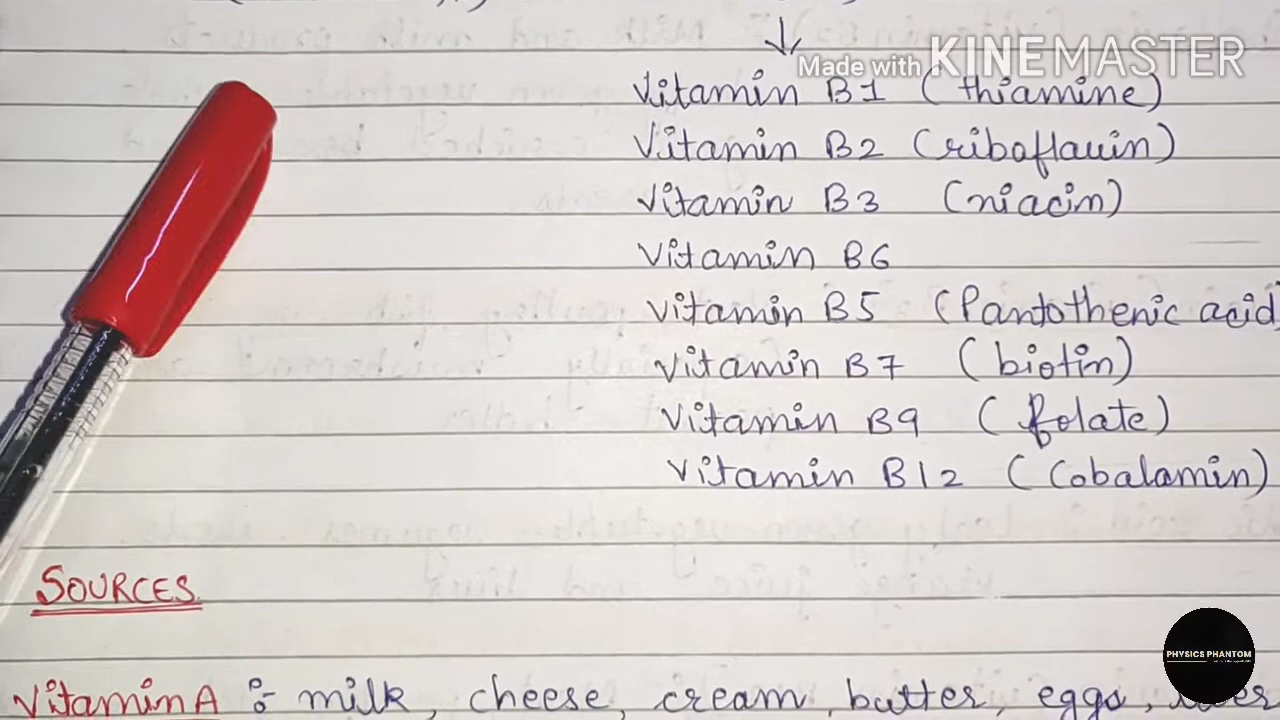 Made with KINEMASTER
Vitamin B1 (thiamine)
Vitamin B2 (riboflavin)
Vitamin B3 (niacin)
Vitamin B6
Vitamin B5 (Pantothenic acid
Vitamin B7 (biotin)
Vitamin B9 (folate)
Vitamin B12 (Cobalamin)
SOURCES
Vitamin A :- milk, cheese, cream, butter, eggs,
PHYSICS PHANTOM